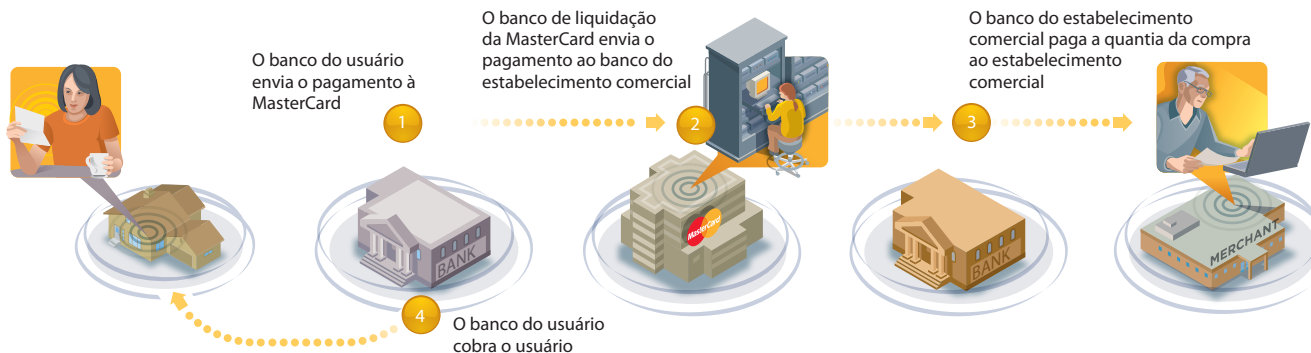 O banco do usuário
envia o pagamento à
MasterCard
1
O banco de liquidação
da MasterCard envia o
pagamento ao banco do
estabelecimento comercial
2
O banco do estabelecimento
comercial paga a quantia da compra
ao estabelecimento
comercial
3
BANK
MasterCard
BANK
MERCHANT
4
O banco do usuário
cobra o usuário